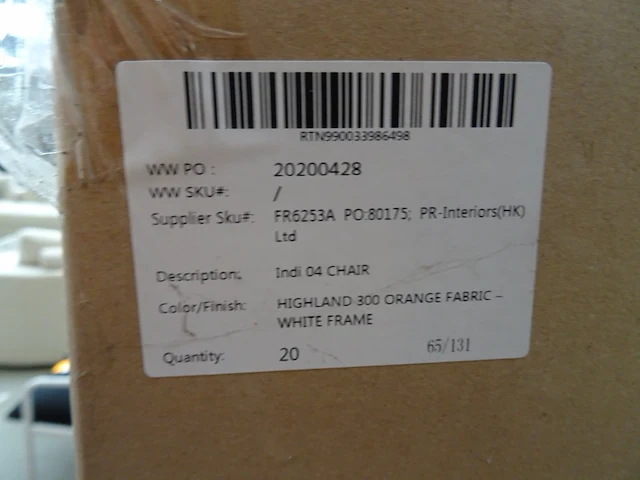 RTN990033986498
WW PO : 20200428
WW SKU#: /
Supplier Sku#: FR6253A PO:80175; PR-Interiors(HK)
Ltd
Description: Indi 04 CHAIR
Color/Finish: HIGHLAND 300 ORANGE FABRIC –
WHITE FRAME
Quantity: 20 65/131